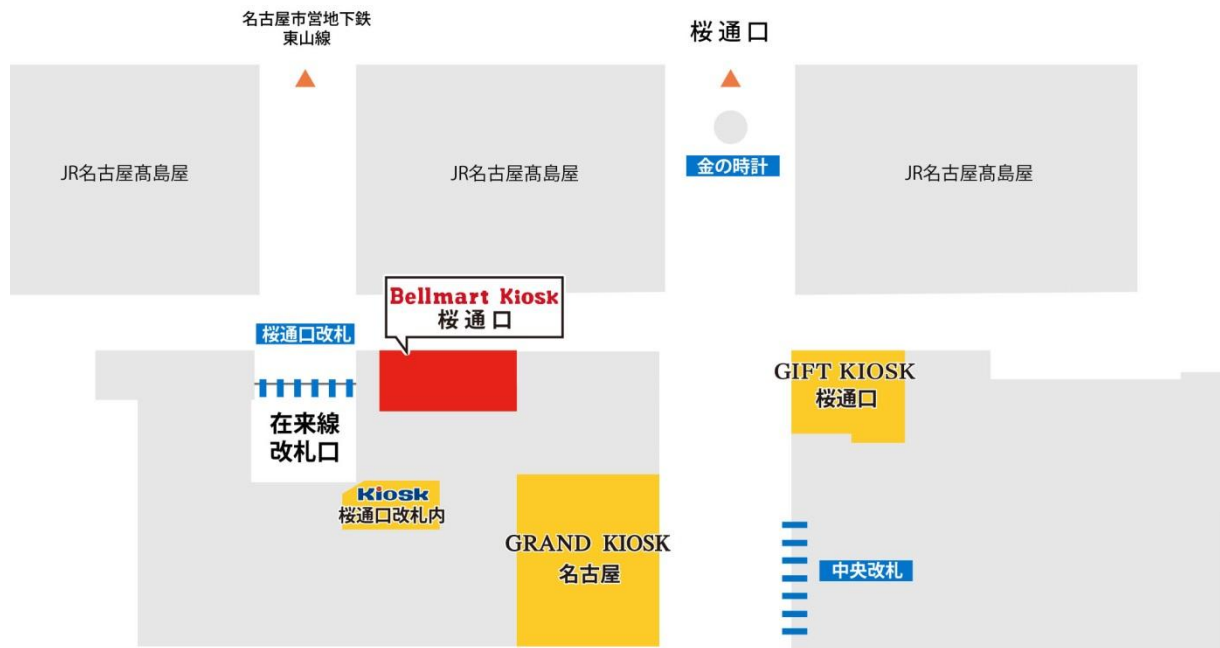 名古屋市営地下鉄
東山線
桜通口
金の時計
JR名古屋髙島屋
JR名古屋髙島屋
JR名古屋髙島屋
Bellmart Kiosk
桜通口
桜通口改札
在来線
改札口
GIFT KIOSK
桜通口
Kiosk
桜通口改札内
GRAND KIOSK
名古屋
中央改札